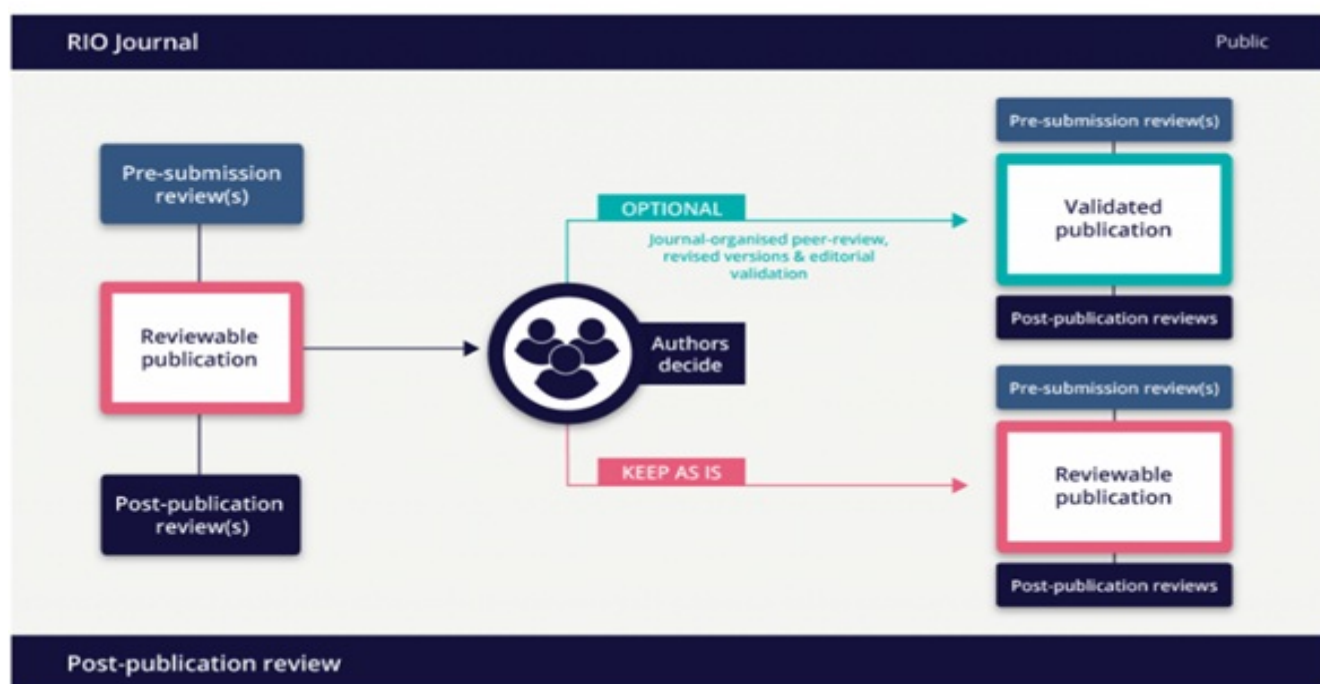 RIO Journal
Public
Pre-submission
review(s)
Reviewable
publication
Post-publication
review(s)
Authors
decide
OPTIONAL
Journal-organised peer-review,
revised versions & editorial
validation
KEEP AS IS
Pre-submission review(s)
Validated
publication
Post-publication reviews
Pre-submission review(s)
Reviewable
publication
Post-publication reviews
Post-publication review